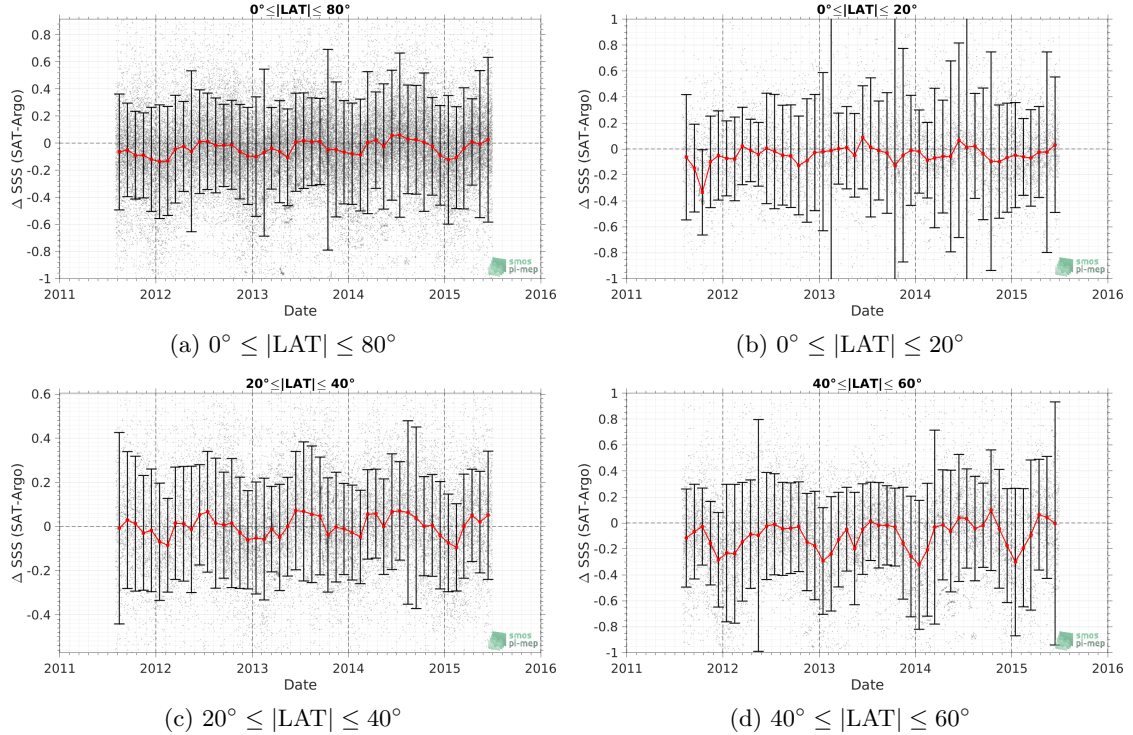 0°≤|LAT|≤ 80°
Δ SSS (SAT-Argo)
0.8
0.6
0.4
0.2
0
-0.2
-0.4
-0.6
-0.8
-1
2011 2012 2013 2014 2015 2016
Date
smos
pi-mep
(a) 0° ≤ |LAT| ≤ 80°
0°≤|LAT|≤ 20°
Δ SSS (SAT-Argo)
1
0.8
0.6
0.4
0.2
0
-0.2
-0.4
-0.6
-0.8
-1
2011 2012 2013 2014 2015 2016
Date
smos
pi-mep
(b) 0° ≤ |LAT| ≤ 20°
20°≤|LAT|≤ 40°
Δ SSS (SAT-Argo)
0.6
0.4
0.2
0
-0.2
-0.4
2011 2012 2013 2014 2015 2016
Date
smos
pi-mep
(c) 20° ≤ |LAT| ≤ 40°
40°≤|LAT|≤ 60°
Δ SSS (SAT-Argo)
1
0.8
0.6
0.4
0.2
0
-0.2
-0.4
-0.6
-0.8
-1
2011 2012 2013 2014 2015 2016
Date
smos
pi-mep
(d) 40° ≤ |LAT| ≤ 60°